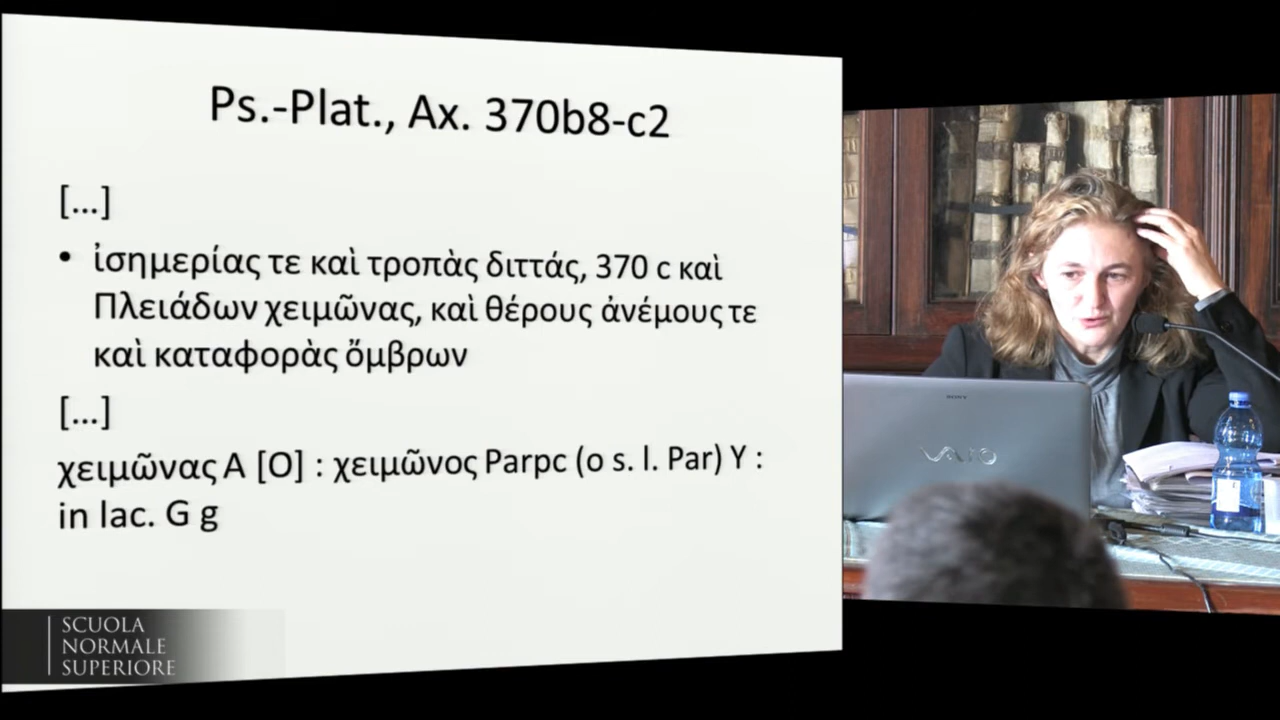 Ps.-Plat., Ax. 370b8-c2
[...]
• ἰσημερίας τε καὶ τροπὰς διττάς, 370 c καὶ
Πλειάδων χειμῶνας, καὶ θέρους ἀνέμους τε
καὶ καταφορὰς ὄμβρων
[...]
χειμῶνας A [O] : χειμῶνος Parpc (o s. l. Par) Y :
in lac. G g
SCUOLA
NORMALE
SUPERIORE
SONY
VAIO